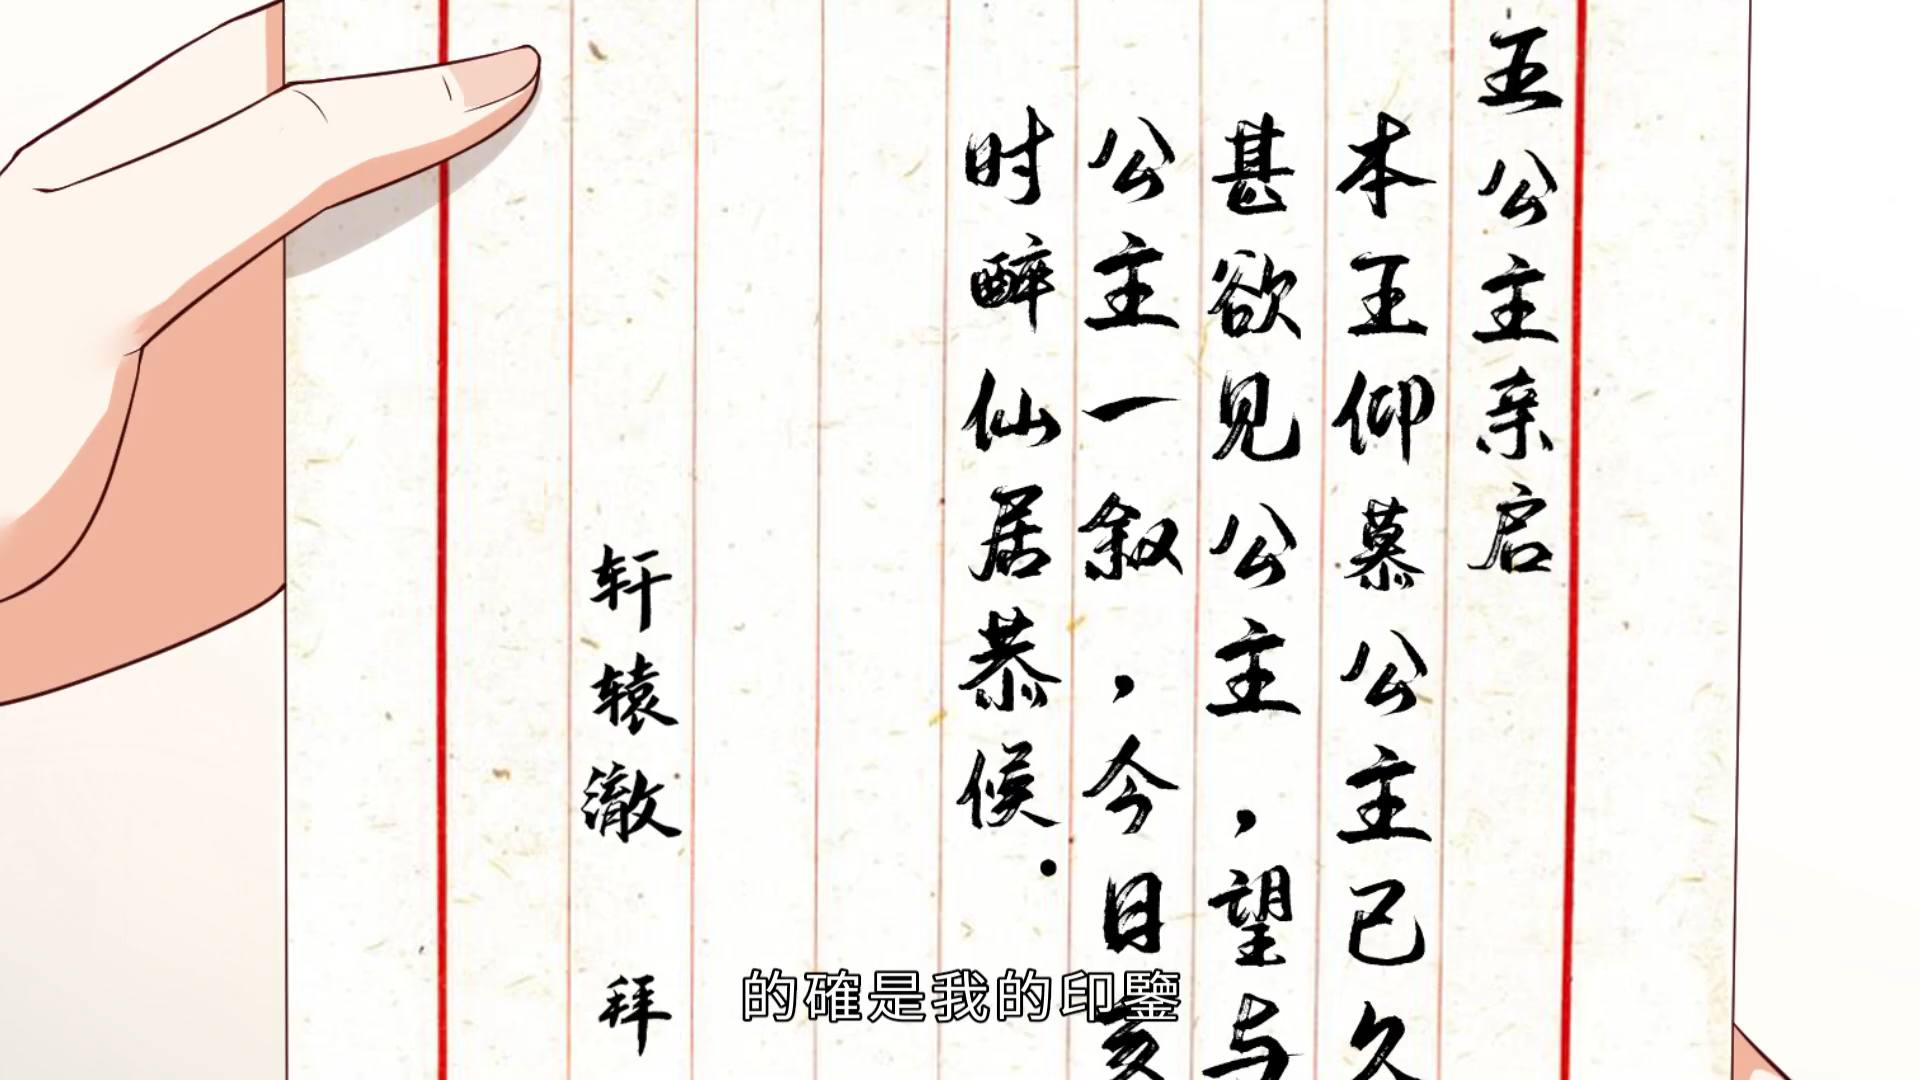 五公主亲启
本王仰慕公主已久
甚欲见公主，望与
公主一叙，今日亥
时醉仙居恭候.
轩辕澈 拜
的確是我的印鑒